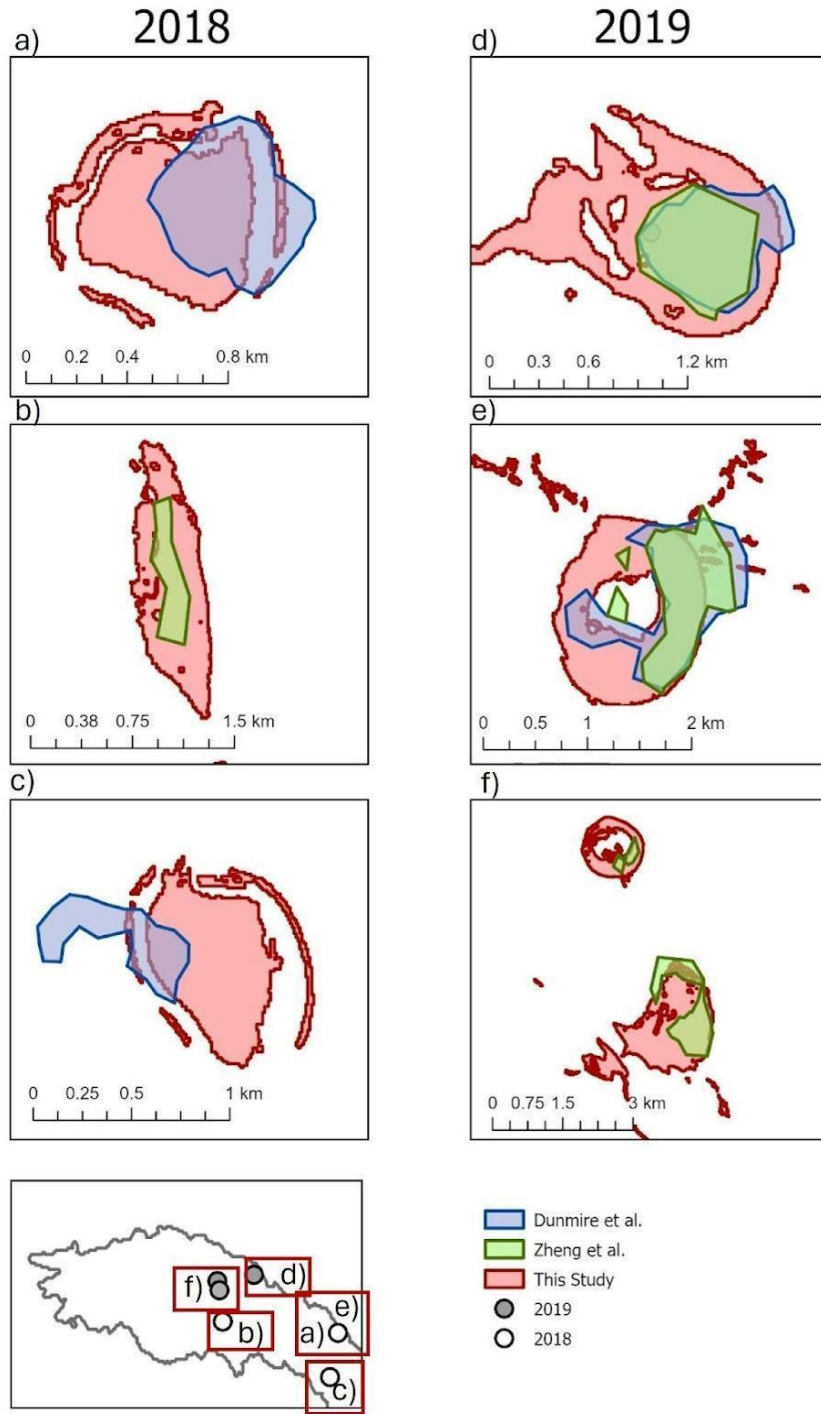 2018
2019
a)
0 0.2 0.4 0.8 km
d)
0 0.3 0.6 1.2 km
b)
0 0.38 0.75 1.5 km
e)
0 0.5 1 2 km
c)
0 0.25 0.5 1 km
f)
0 0.75 1.5 3 km
f)
d)
b)
e)
a)
c)
Dunmire et al.
Zheng et al.
This Study
2019
2018